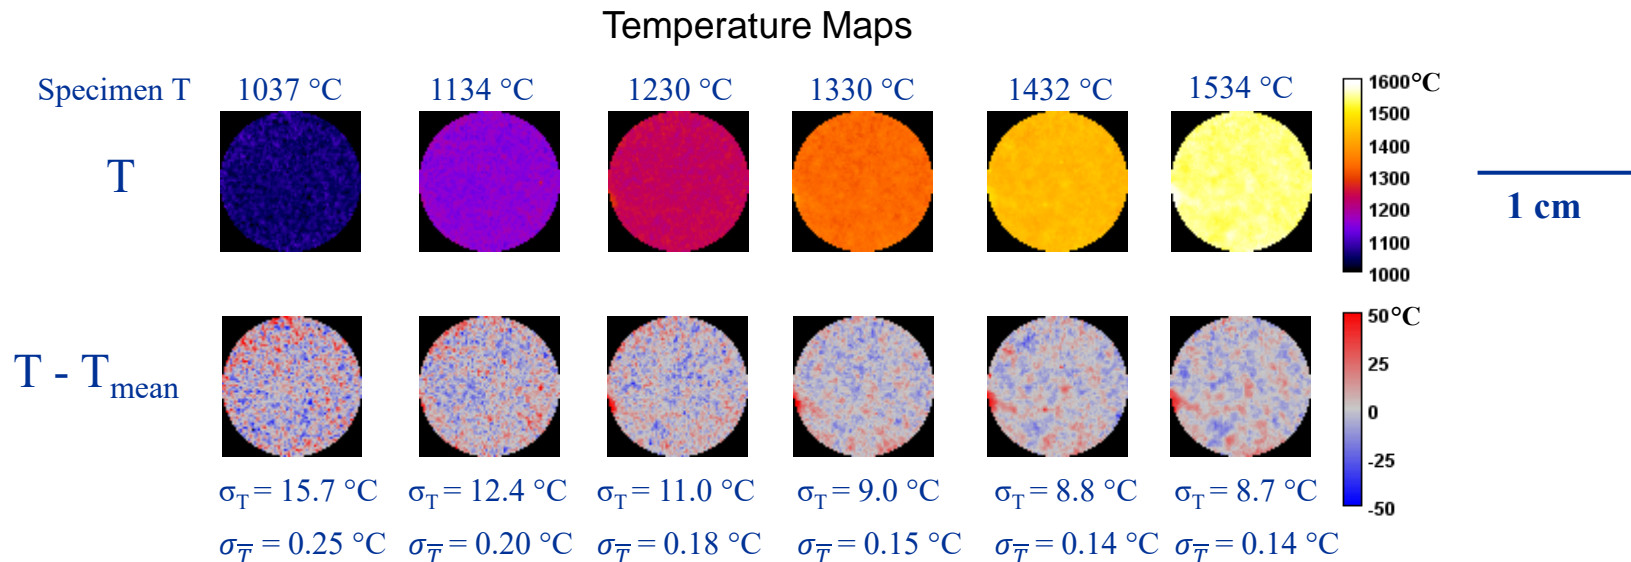 Temperature Maps
Specimen T 1037 °C 1134 °C 1230 °C 1330 °C 1432 °C 1534 °C
T
1600 °C
1500
1400
1300
1200
1100
1000
1 cm
T - Tmean
50 °C
25
0
-25
-50
σT = 15.7 °C σT = 12.4 °C σT = 11.0 °C σT = 9.0 °C σT = 8.8 °C σT = 8.7 °C
σT̅ = 0.25 °C σT̅ = 0.20 °C σT̅ = 0.18 °C σT̅ = 0.15 °C σT̅ = 0.14 °C σT̅ = 0.14 °C